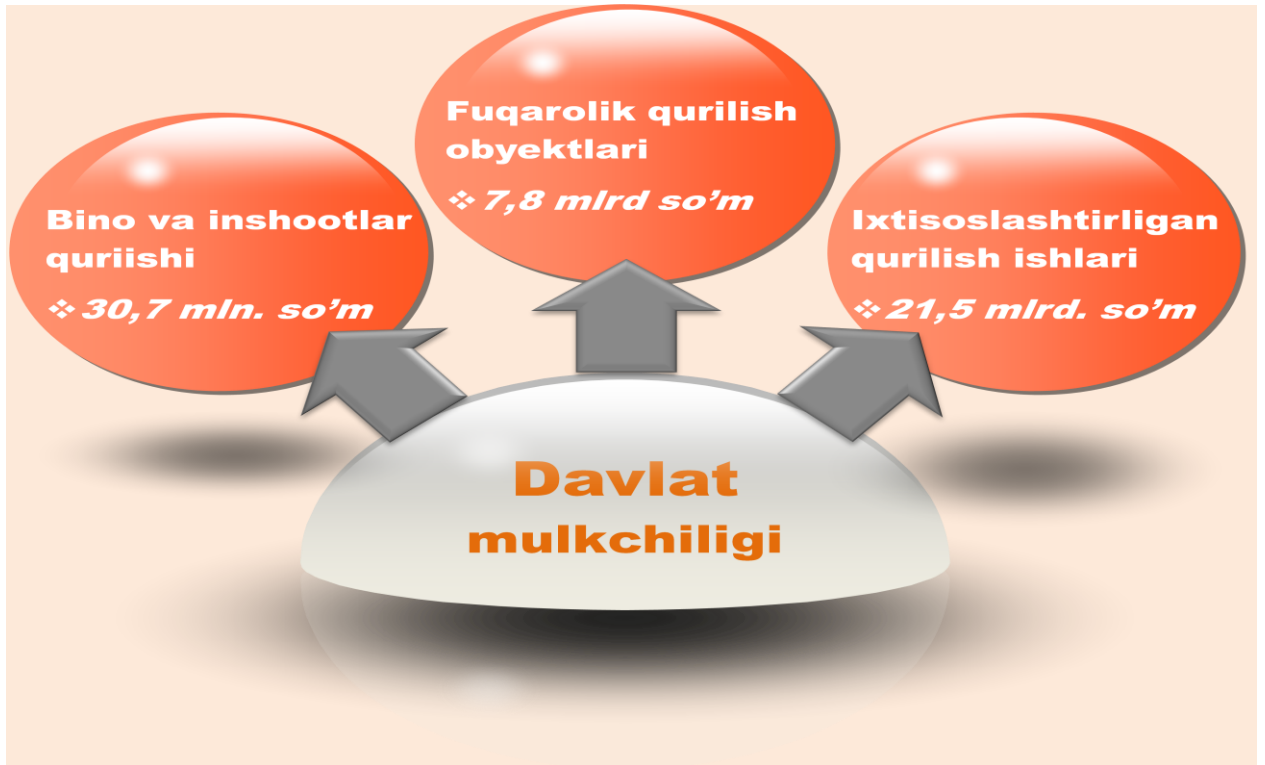 Fuqarolik qurilish
obyektlari
❖ 7,8 mlrd so’m
Bino va inshootlar
quriishi
❖ 30,7 mln. so’m
Ixtisoslashtirligan
qurilish ishlari
❖ 21,5 mlrd. so’m
Davlat
mulkchiligi